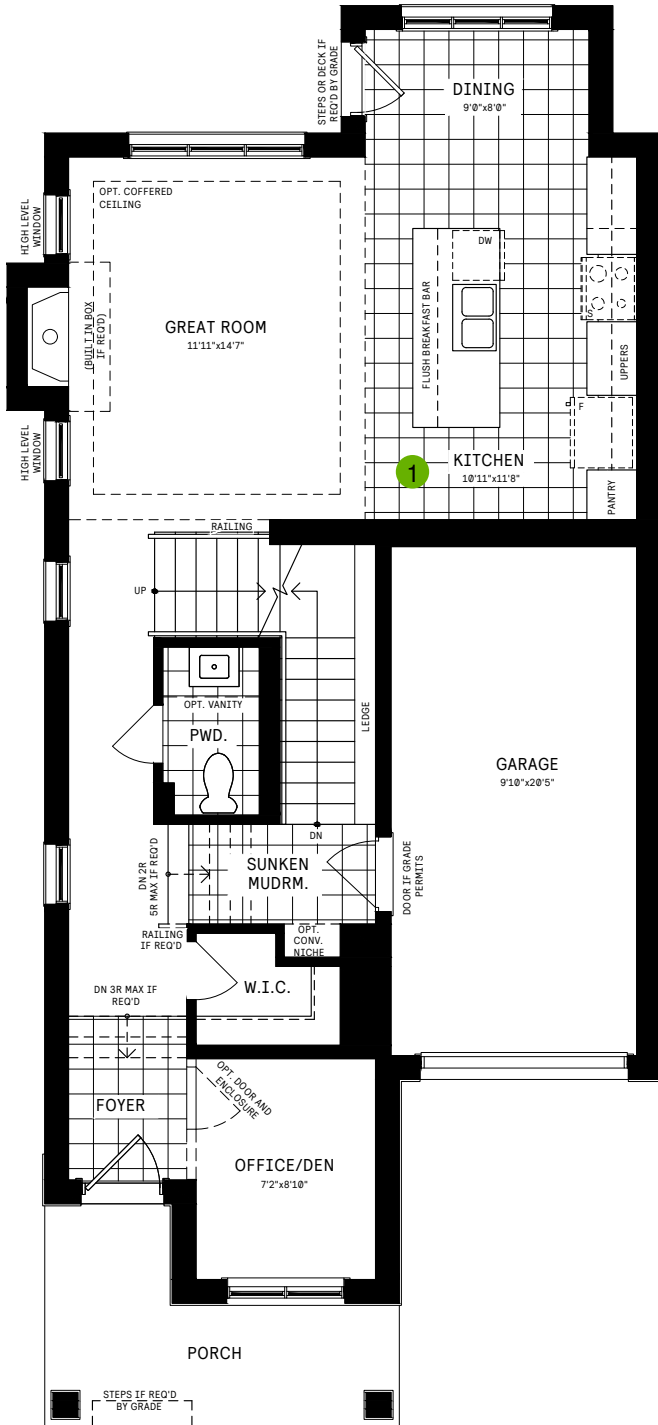 STEPS OR DECK IF
REQ'D BY GRADE
DINING
9'0"x8'0"
OPT. COFFERED
CEILING
HIGH LEVEL
WINDOW
DW
FLUSH BREAKFAST BAR
S
UPPERS
GREAT ROOM
11'11"x14'7"
(BUILT IN BOX
IF REQ'D)
F
HIGH LEVEL
WINDOW
1
KITCHEN
10'11"x11'8"
PANTRY
RAILING
UP
OPT. VANITY
PWD.
LEDGE
GARAGE
9'10"x20'5"
DN
DN 2R
5R MAX IF REQ'D
SUNKEN
MUDRM.
DOOR IF GRADE
PERMITS
RAILING
IF REQ'D
OPT.
CONV.
NICHE
W.I.C.
DN 3R MAX IF
REQ'D
OPT. DOOR AND
ENCLOSURE
FOYER
OFFICE/DEN
7'2"x8'10"
PORCH
STEPS IF REQ'D
BY GRADE